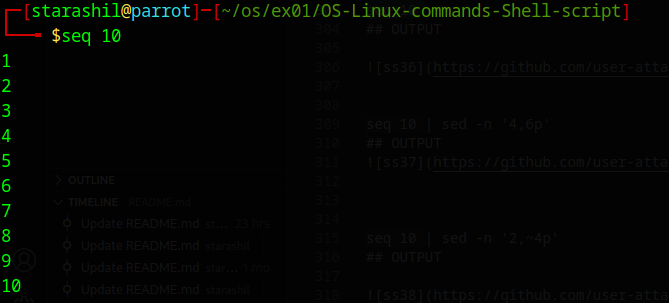 ┌─[starashil@parrot]─[~/os/ex01/OS-Linux-commands-Shell-script]
└──╼ $seq 10
1
2
3
4
5
6
7
8
9
10
OUTLINE
TIMELINE README.md
Update README.md st... 23 hrs
Update README.md starashil
Update README.md star... 1 mo
Update README.md starashil
304 ## OUTPUT
305
306 ![ss36](https://github.com/user-atta
307
308
309 seq 10 | sed -n '4,6p'
310 ## OUTPUT
311 ![ss37](https://github.com/user-atta
312
313
314
315 seq 10 | sed -n '2,~4p'
316 ## OUTPUT
317
318 ![ss38](https://github.com/user-atta